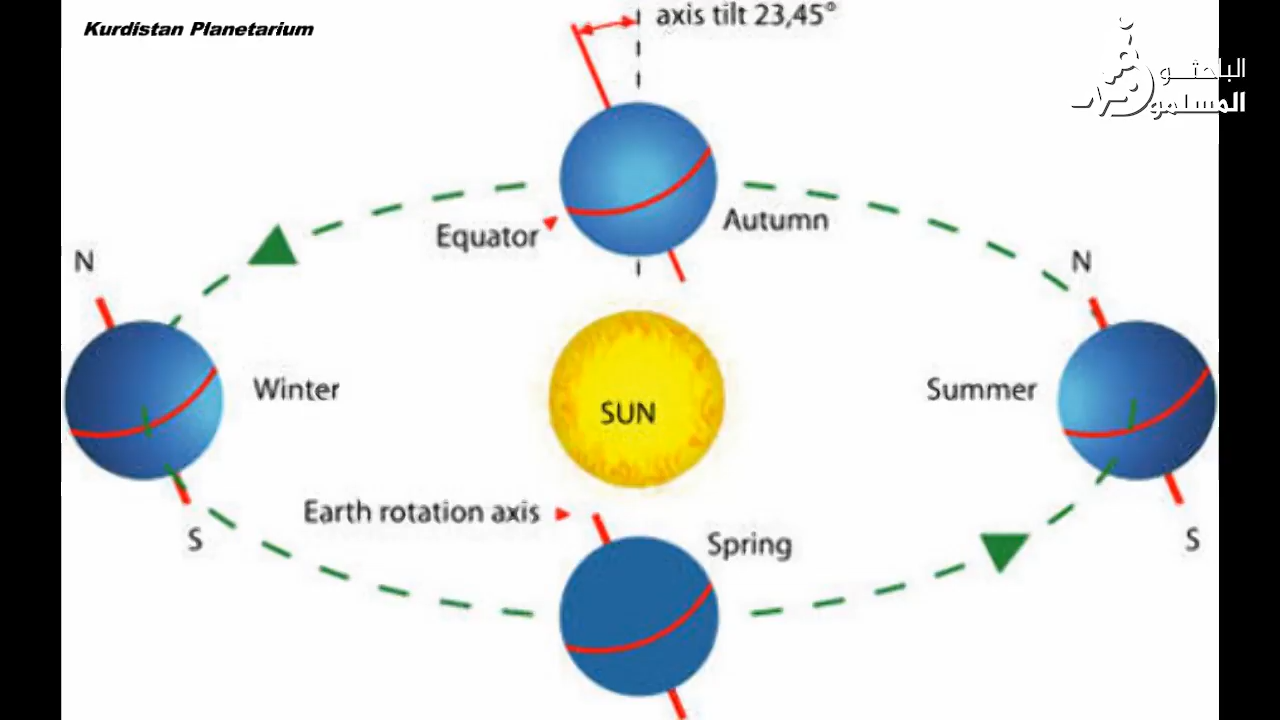 Kurdistan Planetarium
axis tilt 23,45°
الباحثون
المسلمون
Equator
Autumn
N
N
Winter
SUN
Summer
Earth rotation axis
Spring
S
S